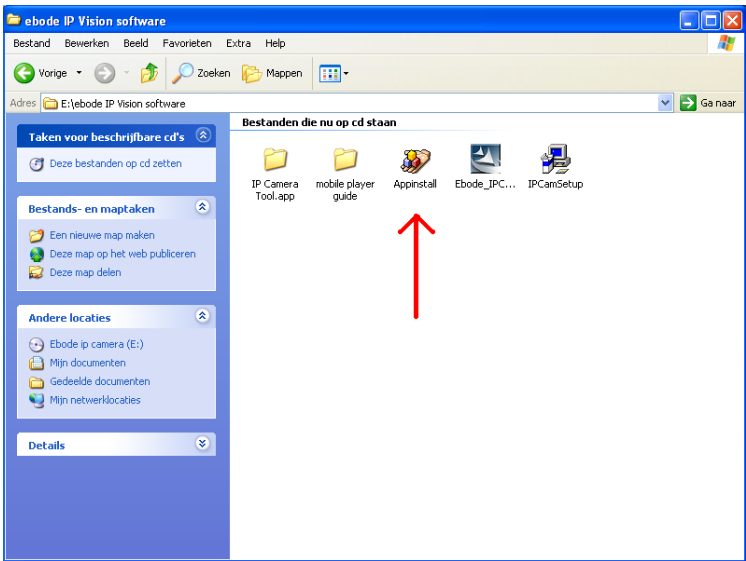 ebode IP Vision software
Bestand Bewerken Beeld Favorieten Extra Help
Vorige Zoeken Mappen
Adres E:\ebode IP Vision software Ga naar
Taken voor beschrijfbare cd's
Deze bestanden op cd zetten
Bestands- en maptaken
Een nieuwe map maken
Deze map op het web publiceren
Deze map delen
Andere locaties
Ebode ip camera (E:)
Mijn documenten
Gedeelde documenten
Mijn netwerklocaties
Details
Bestanden die nu op cd staan
IP Camera Tool.app
mobile player guide
Appinstall
Ebode_IPC...
IPCamSetup